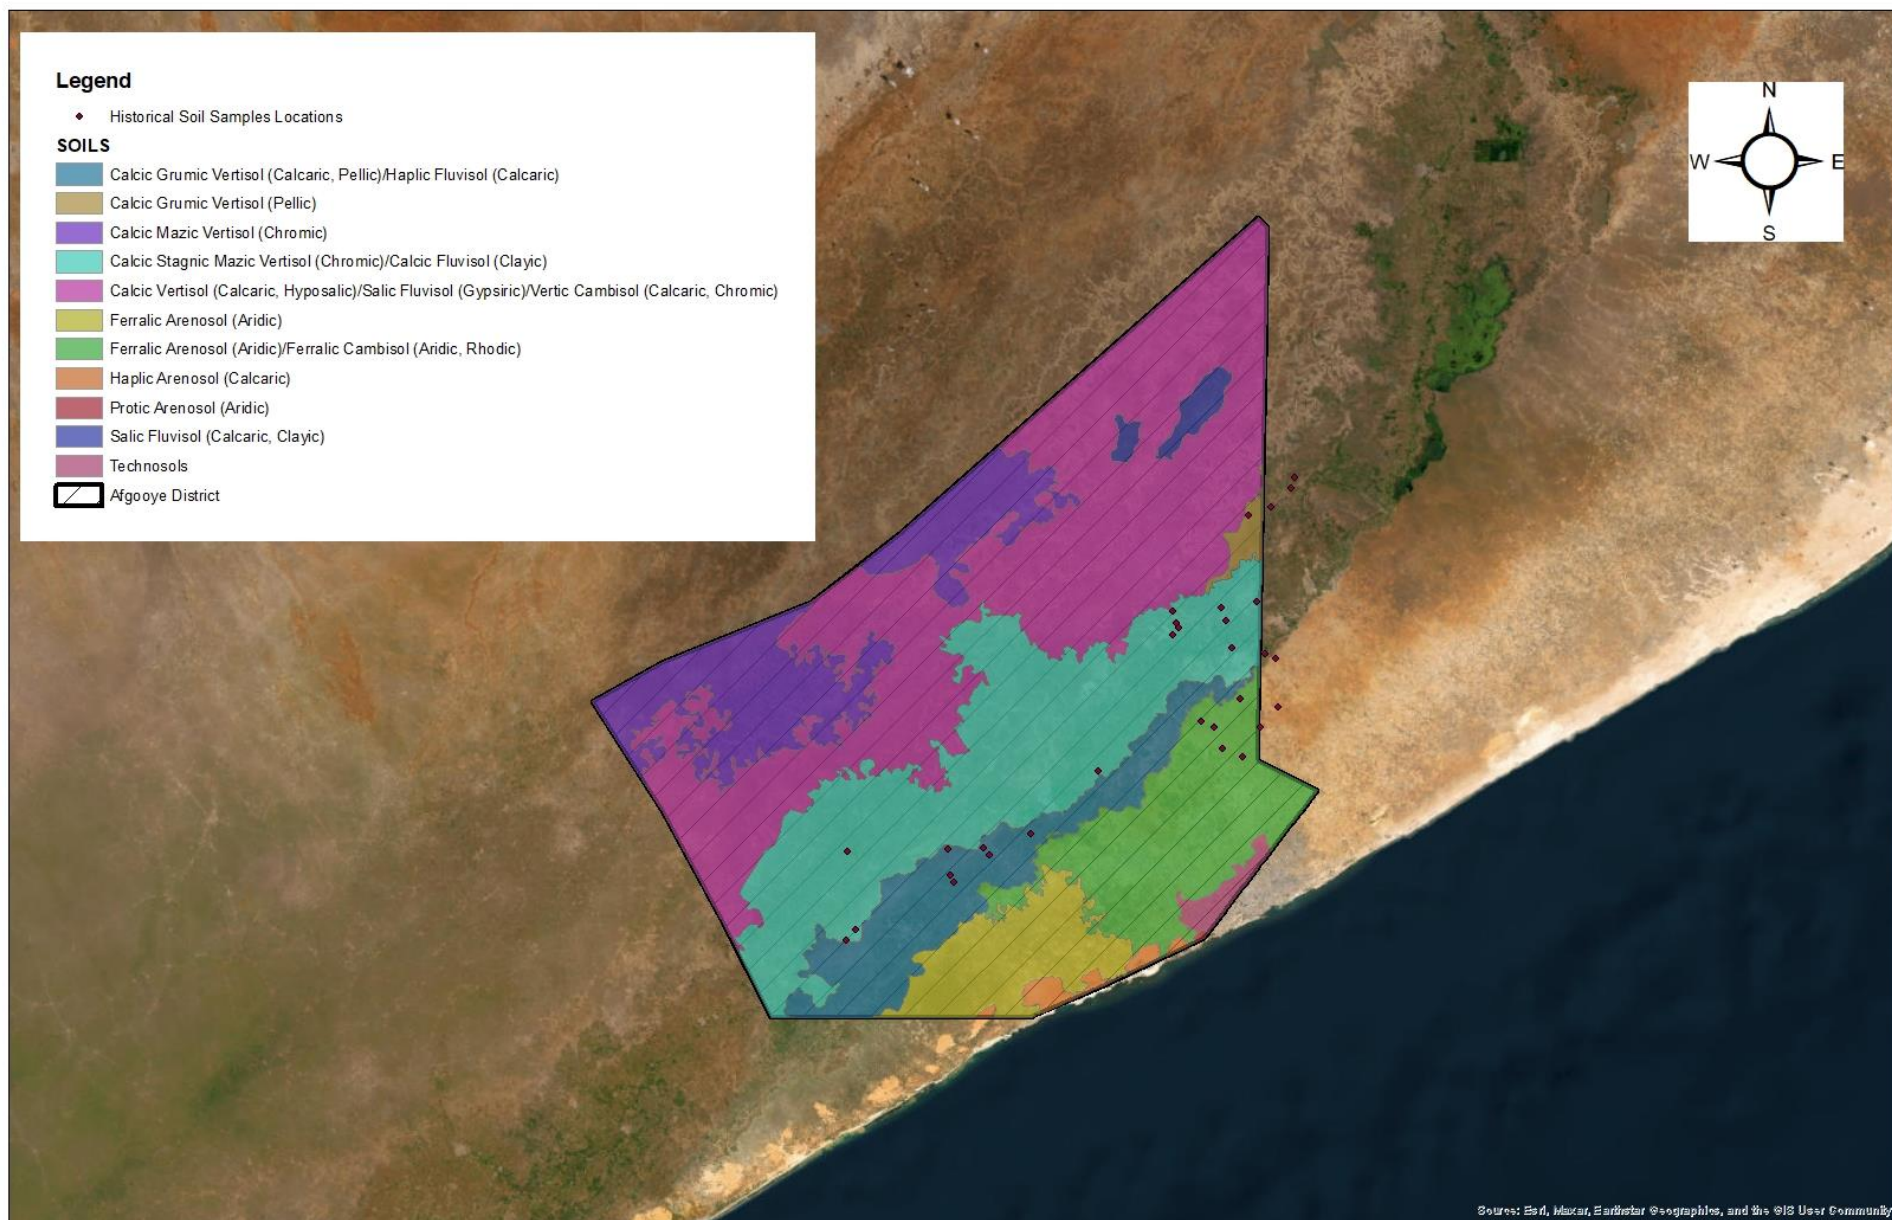 Legend
Historical Soil Samples Locations
SOILS
Calcic Grumic Vertisol (Calcaric, Pellic)/Haplic Fluvisol (Calcaric)
Calcic Grumic Vertisol (Pellic)
Calcic Mazic Vertisol (Chromic)
Calcic Stagnic Mazic Vertisol (Chromic)/Calcic Fluvisol (Clayic)
Calcic Vertisol (Calcaric, Hyposalic)/Salic Fluvisol (Gypsiric)/Vertic Cambisol (Calcaric, Chromic)
Ferralic Arenosol (Aridic)
Ferralic Arenosol (Aridic)/Ferralic Cambisol (Aridic, Rhodic)
Haplic Arenosol (Calcaric)
Protic Arenosol (Aridic)
Salic Fluvisol (Calcaric, Clayic)
Technosols
Afgooye District
N
W E
S
Source: Esri, Maxar, Earthstar Geographics, and the GIS User Community